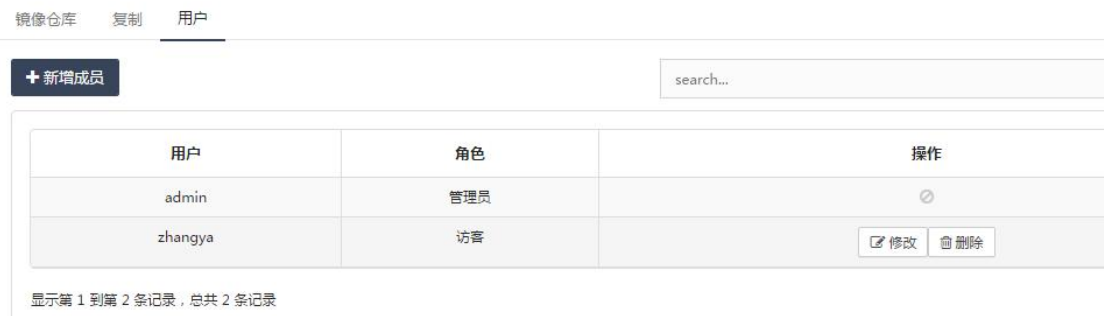 镜像仓库 复制 用户
新增成员 search...
用户 角色 操作
admin 管理员
zhangya 访客 修改 删除
显示第 1 到第 2 条记录，总共 2 条记录